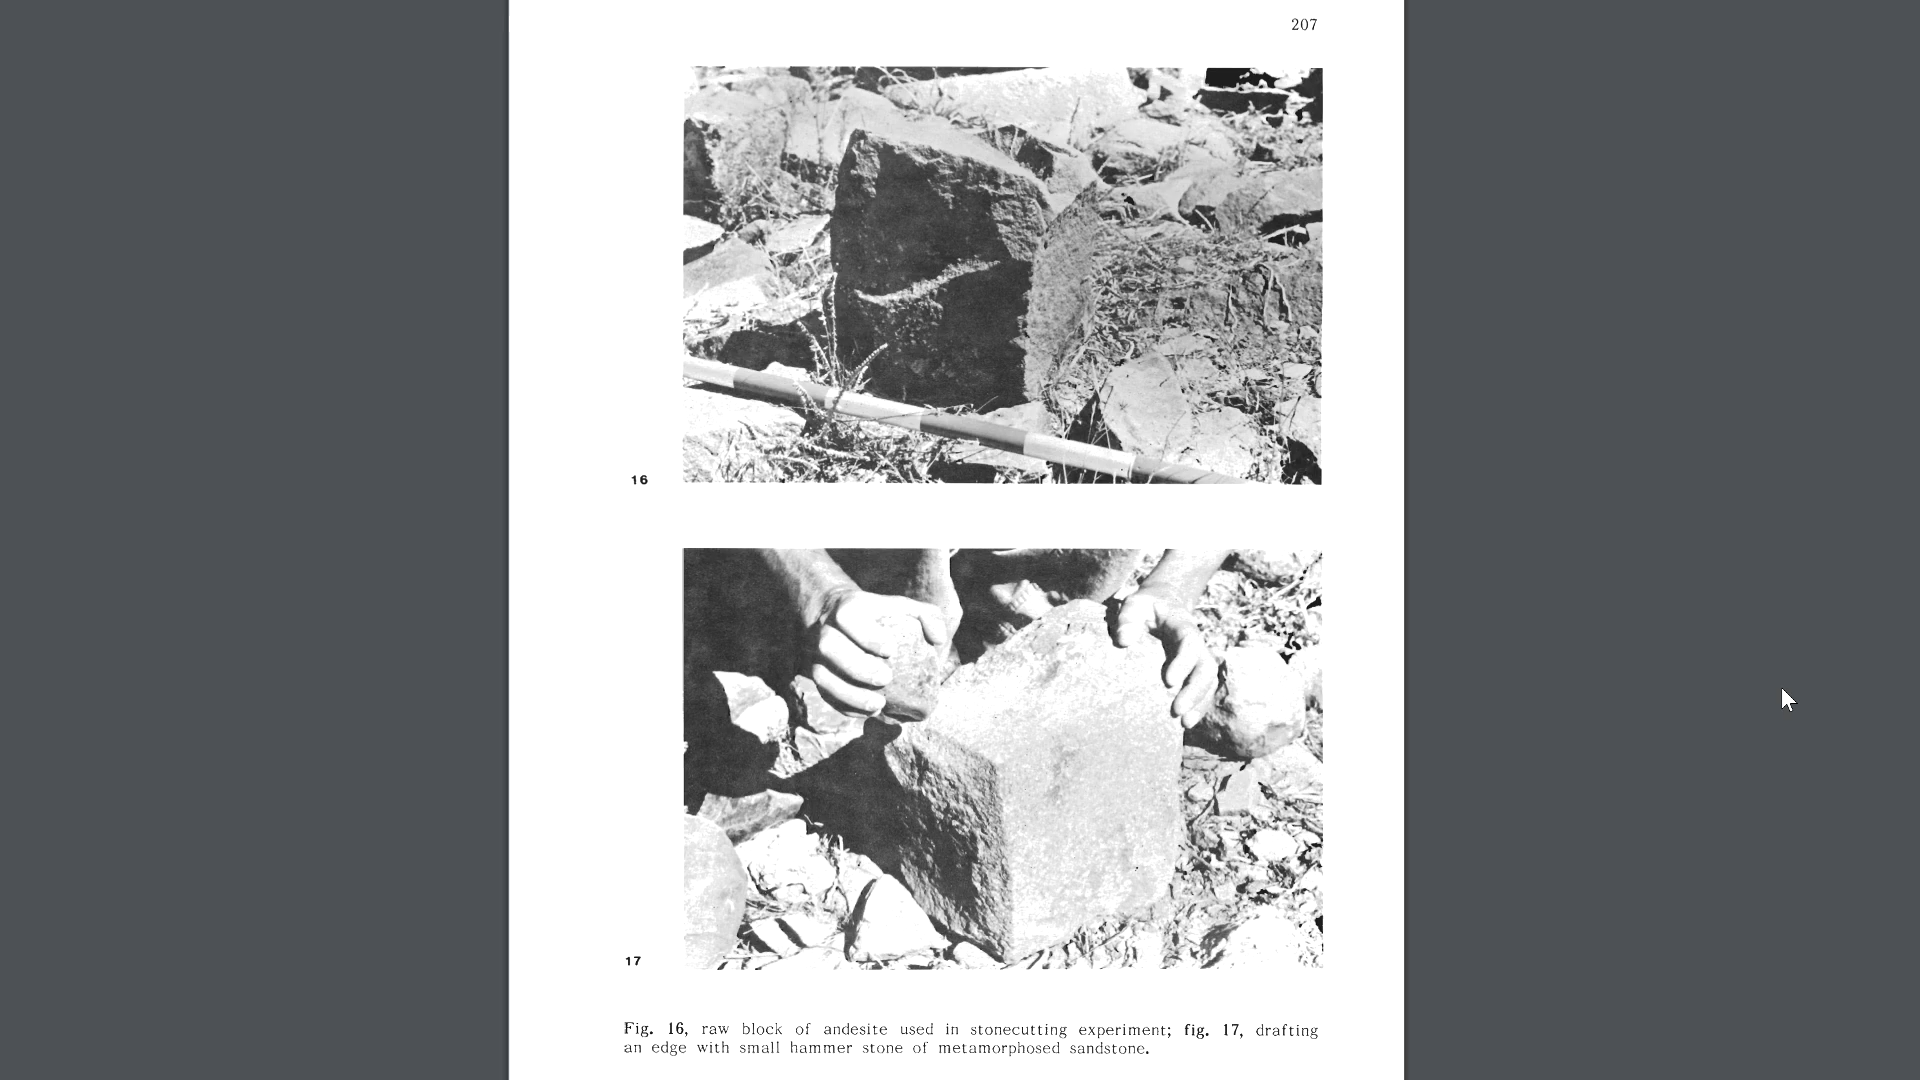 207
16
17
Fig. 16, raw block of andesite used in stonecutting experiment; fig. 17, drafting
an edge with small hammer stone of metamorphosed sandstone.